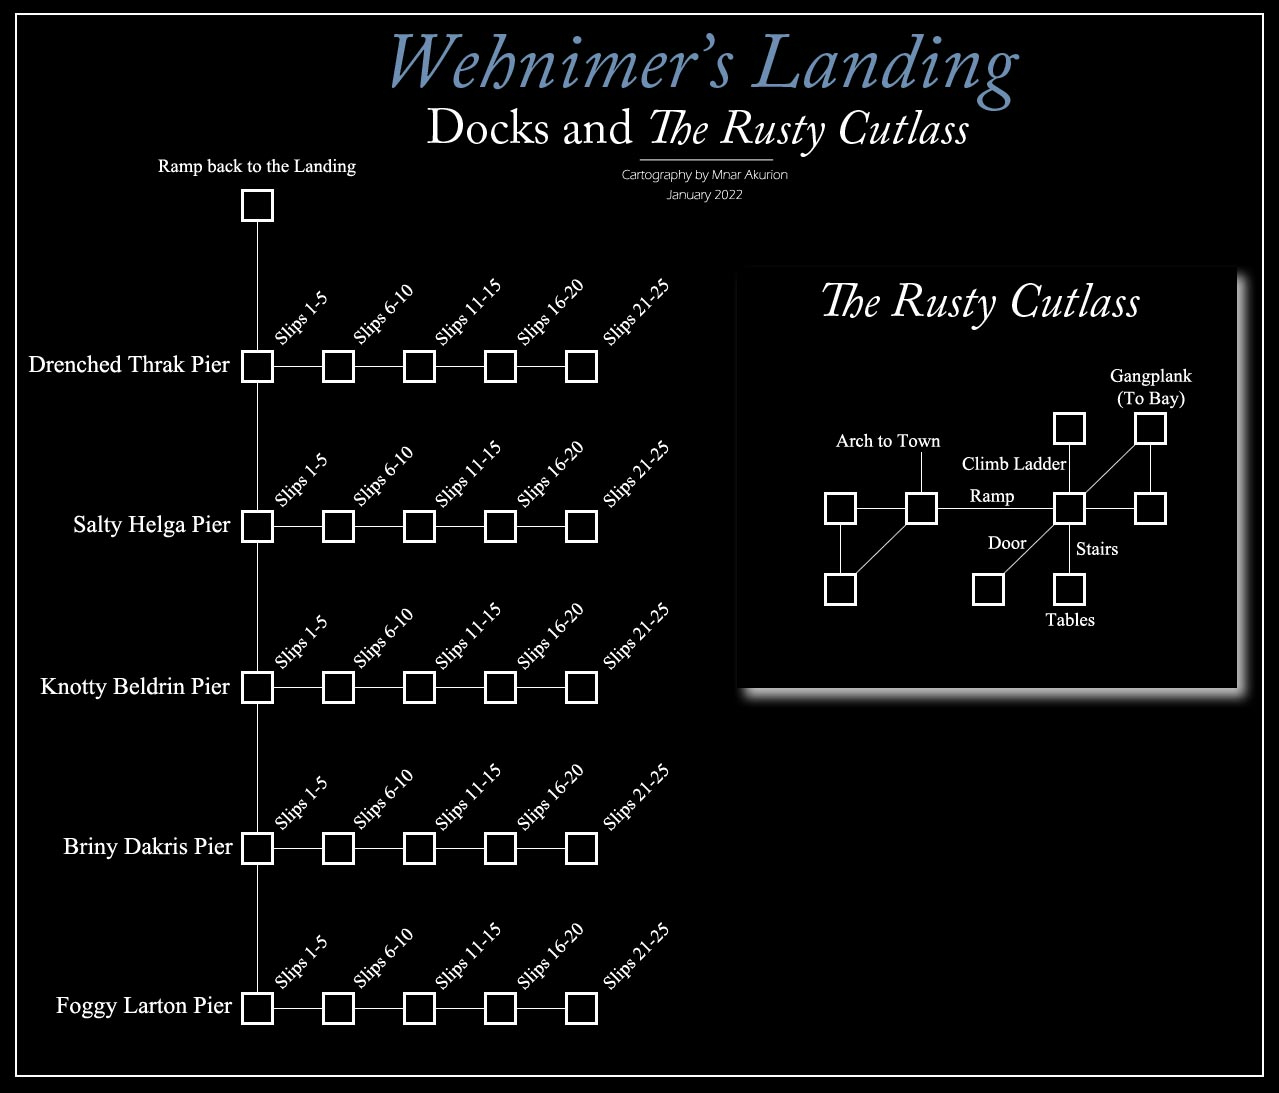 Wehnimer's Landing
Docks and The Rusty Cutlass
Cartography by Mnar Akurion
January 2022
Ramp back to the Landing
Drenched Thrak Pier
Slips 1-5
Slips 6-10
Slips 11-15
Slips 16-20
Slips 21-25
Salty Helga Pier
Slips 1-5
Slips 6-10
Slips 11-15
Slips 16-20
Slips 21-25
Knotty Beldrin Pier
Slips 1-5
Slips 6-10
Slips 11-15
Slips 16-20
Slips 21-25
Briny Dakris Pier
Slips 1-5
Slips 6-10
Slips 11-15
Slips 16-20
Slips 21-25
Foggy Larton Pier
Slips 1-5
Slips 6-10
Slips 11-15
Slips 16-20
Slips 21-25
The Rusty Cutlass
Gangplank
(To Bay)
Arch to Town
Climb Ladder
Ramp
Door
Stairs
Tables